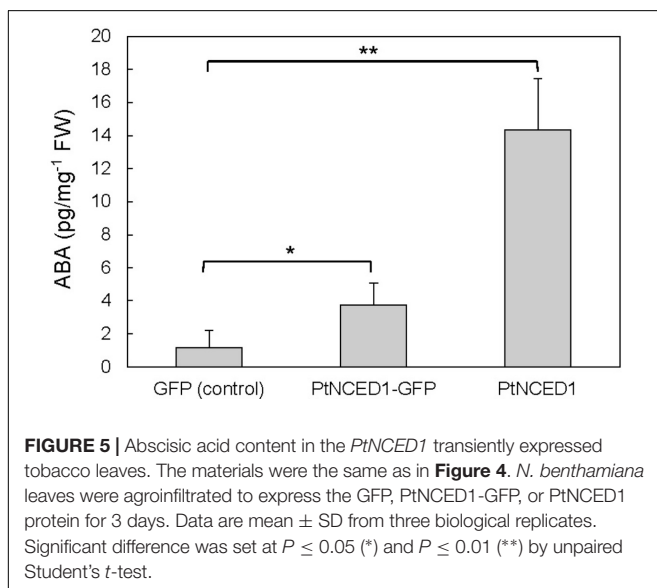 20
18
16
14
12
10
8
6
4
2
0
ABA (pg/mg⁻¹ FW)
**
*
GFP (control) PtNCED1-GFP PtNCED1
FIGURE 5 | Abscisic acid content in the PtNCED1 transiently expressed
tobacco leaves. The materials were the same as in Figure 4. N. benthamiana
leaves were agroinfiltrated to express the GFP, PtNCED1-GFP, or PtNCED1
protein for 3 days. Data are mean ± SD from three biological replicates.
Significant difference was set at P ≤ 0.05 (*) and P ≤ 0.01 (**) by unpaired
Student's t-test.